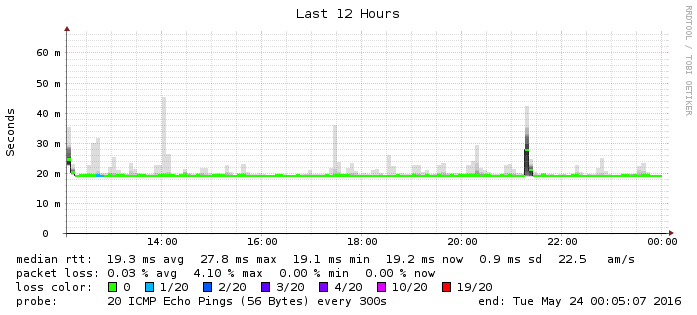 Last 12 Hours
RRDTOOL / TOBI OETIKER
Seconds
60 m
50 m
40 m
30 m
20 m
10 m
0
14:00 16:00 18:00 20:00 22:00 00:00
median rtt: 19.3 ms avg 27.8 ms max 19.1 ms min 19.2 ms now 0.9 ms sd 22.5 am/s
packet loss: 0.03 % avg 4.10 % max 0.00 % min 0.00 % now
loss color: 0 1/20 2/20 3/20 4/20 10/20 19/20
probe: 20 ICMP Echo Pings (56 Bytes) every 300s end: Tue May 24 00:05:07 2016